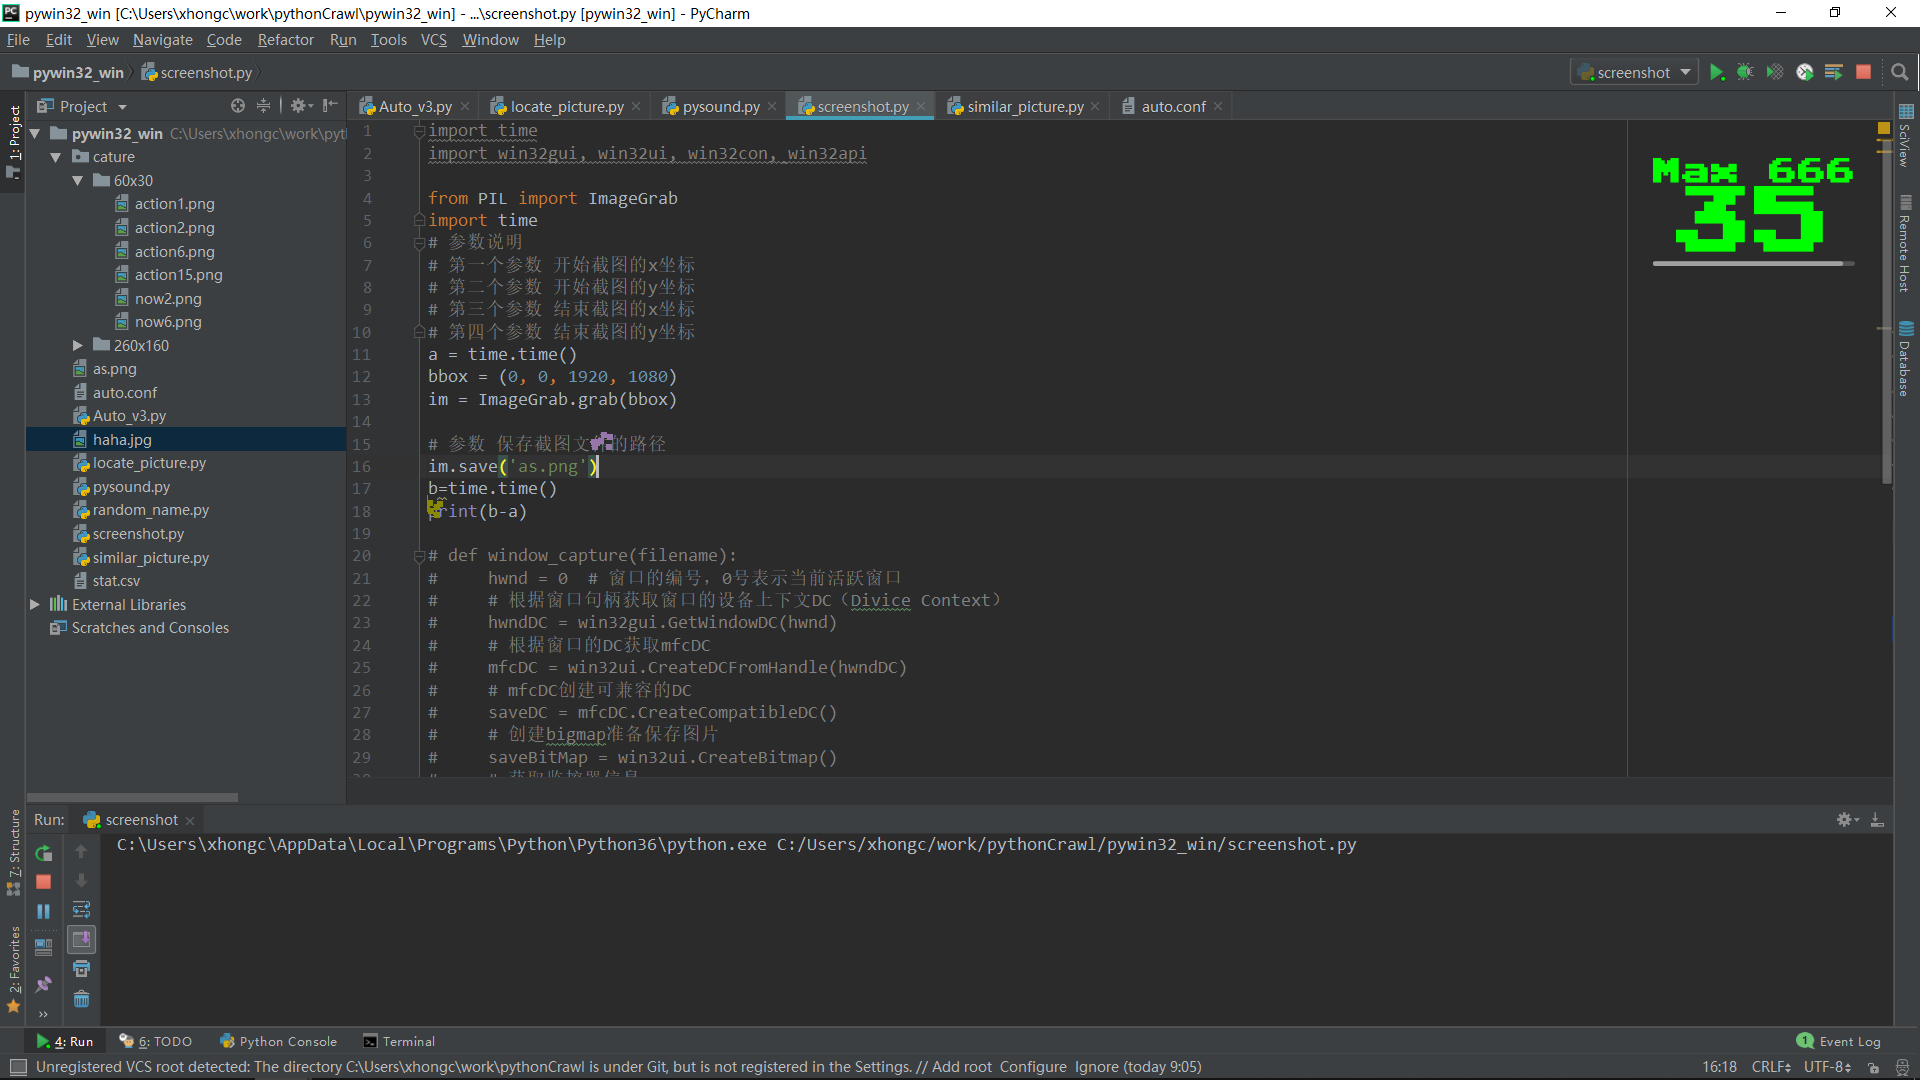 pywin32_win [C:\Users\xhongc\work\pythonCrawl\pywin32_win] - ...\screenshot.py [pywin32_win] - PyCharm
File Edit View Navigate Code Refactor Run Tools VCS Window Help
pywin32_win screenshot.py
screenshot
1: Project
Project
Auto_v3.py locate_picture.py pysound.py screenshot.py similar_picture.py auto.conf
pywin32_win C:\Users\xhongc\work\pyt
cature
60x30
action1.png
action2.png
action6.png
action15.png
now2.png
now6.png
260x160
as.png
auto.conf
Auto_v3.py
haha.jpg
locate_picture.py
pysound.py
random_name.py
screenshot.py
similar_picture.py
stat.csv
External Libraries
Scratches and Consoles
1 import time
2 import win32gui, win32ui, win32con, win32api
3
4 from PIL import ImageGrab
5 import time
6 # 参数说明
7 # 第一个参数 开始截图的x坐标
8 # 第二个参数 开始截图的y坐标
9 # 第三个参数 结束截图的x坐标
10 # 第四个参数 结束截图的y坐标
11 a = time.time()
12 bbox = (0, 0, 1920, 1080)
13 im = ImageGrab.grab(bbox)
14
15 # 参数 保存截图文 的路径
16 im.save('as.png')
17 b=time.time()
18 print(b-a)
19
20 # def window_capture(filename):
21 # hwnd = 0 # 窗口的编号，0号表示当前活跃窗口
22 # # 根据窗口句柄获取窗口的设备上下文DC（Divice Context）
23 # hwndDC = win32gui.GetWindowDC(hwnd)
24 # # 根据窗口的DC获取mfcDC
25 # mfcDC = win32ui.CreateDCFromHandle(hwndDC)
26 # # mfcDC创建可兼容的DC
27 # saveDC = mfcDC.CreateCompatibleDC()
28 # # 创建bigmap准备保存图片
29 # saveBitMap = win32ui.CreateBitmap()
Max 666
35
SciView
Remote Host
Database
7: Structure
2: Favorites
Run: screenshot
C:\Users\xhongc\AppData\Local\Programs\Python\Python36\python.exe C:/Users/xhongc/work/pythonCrawl/pywin32_win/screenshot.py
4: Run 6: TODO Python Console Terminal
1 Event Log
Unregistered VCS root detected: The directory C:\Users\xhongc\work\pythonCrawl is under Git, but is not registered in the Settings. // Add root Configure Ignore (today 9:05)
16:18 CRLF UTF-8